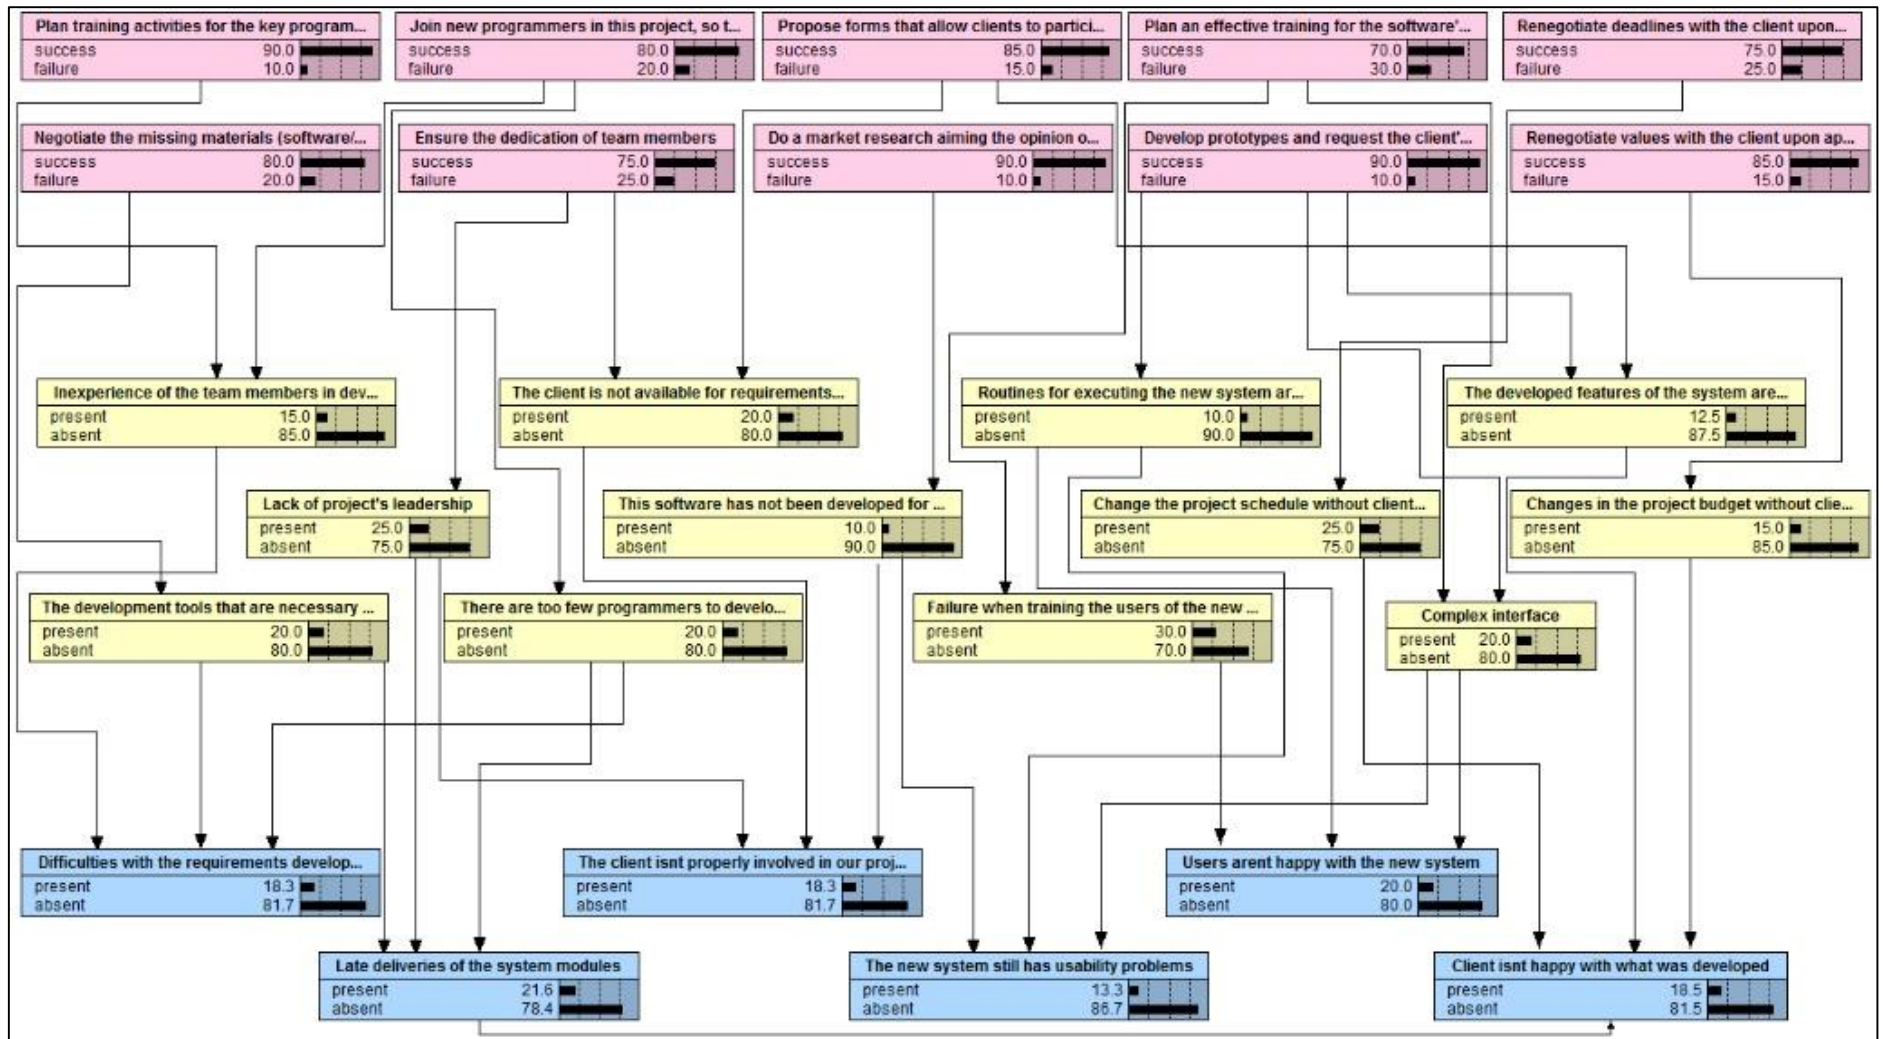 Plan training activities for the key program...
success 90.0
failure 10.0
Join new programmers in this project, so t...
success 80.0
failure 20.0
Propose forms that allow clients to partici...
success 85.0
failure 15.0
Plan an effective training for the software'...
success 70.0
failure 30.0
Renegotiate deadlines with the client upon...
success 75.0
failure 25.0
Negotiate the missing materials (software/...
success 80.0
failure 20.0
Ensure the dedication of team members
success 75.0
failure 25.0
Do a market research aiming the opinion o...
success 90.0
failure 10.0
Develop prototypes and request the client'...
success 90.0
failure 10.0
Renegotiate values with the client upon ap...
success 85.0
failure 15.0
Inexperience of the team members in dev...
present 15.0
absent 85.0
The client is not available for requirements...
present 20.0
absent 80.0
Routines for executing the new system ar...
present 10.0
absent 90.0
The developed features of the system are...
present 12.5
absent 87.5
Lack of project's leadership
present 25.0
absent 75.0
This software has not been developed for ...
present 10.0
absent 90.0
Change the project schedule without client...
present 25.0
absent 75.0
Changes in the project budget without clie...
present 15.0
absent 85.0
The development tools that are necessary ...
present 20.0
absent 80.0
There are too few programmers to develo...
present 20.0
absent 80.0
Failure when training the users of the new ...
present 30.0
absent 70.0
Complex interface
present 20.0
absent 80.0
Difficulties with the requirements develop...
present 18.3
absent 81.7
The client isnt properly involved in our proj...
present 18.3
absent 81.7
Users arent happy with the new system
present 20.0
absent 80.0
Late deliveries of the system modules
present 21.6
absent 78.4
The new system still has usability problems
present 13.3
absent 86.7
Client isnt happy with what was developed
present 18.5
absent 81.5